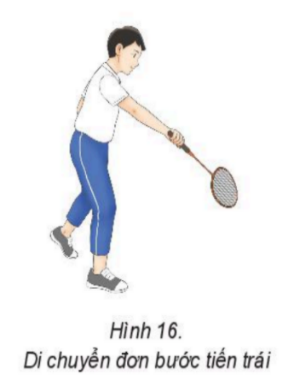 Hình 16.
Di chuyển đơn bước tiến trái